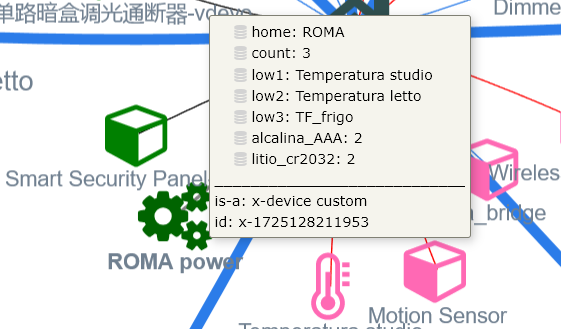 单路暗盒调光通断器-vdevo
Dimme
home: ROMA
count: 3
low1: Temperatura studio
low2: Temperatura letto
low3: TF_frigo
alcalina_AAA: 2
litio_cr2032: 2
is-a: x-device custom
id: x-1725128211953
etto
Smart Security Panel
Wireles
_bridge
ROMA power
Temperatura studio
Motion Sensor